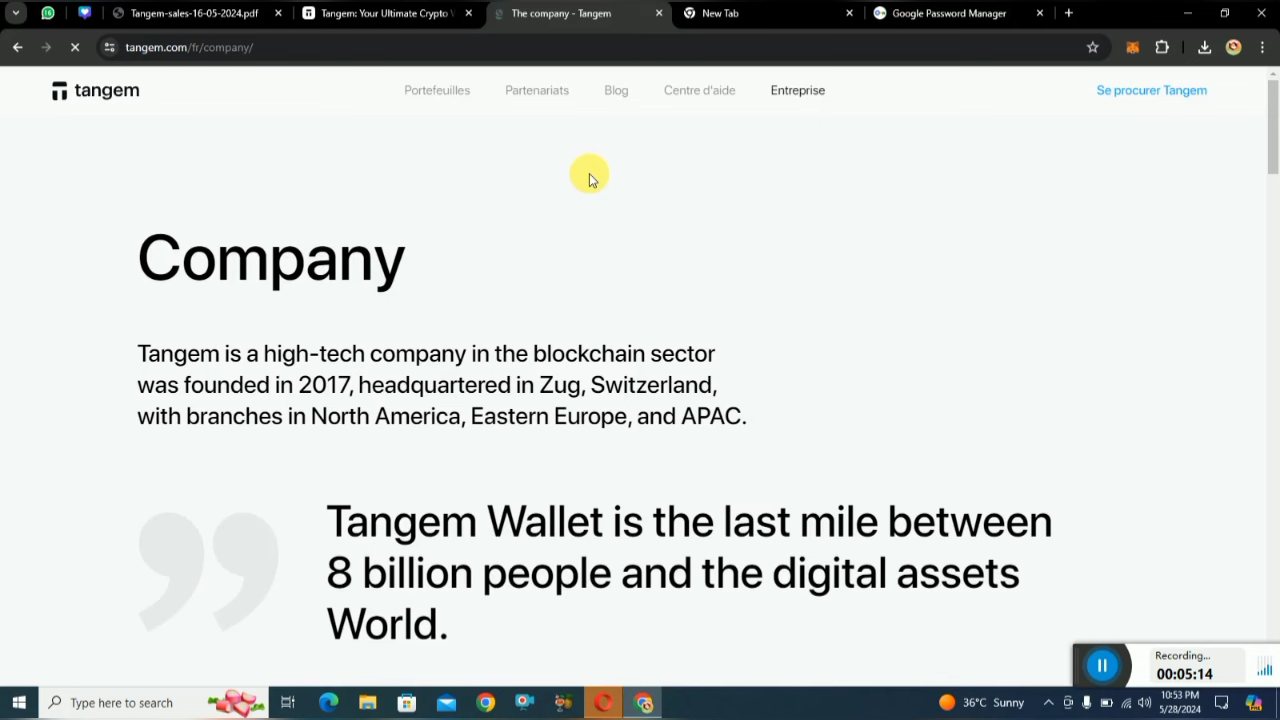 Tangem-sales-16-05-2024.pdf
Tangem: Your Ultimate Crypto
The company - Tangem
New Tab
Google Password Manager
tangem.com/fr/company/
tangem
Portefeuilles
Partenariats
Blog
Centre d'aide
Entreprise
Se procurer Tangem
Company
Tangem is a high-tech company in the blockchain sector
was founded in 2017, headquartered in Zug, Switzerland,
with branches in North America, Eastern Europe, and APAC.
Tangem Wallet is the last mile between
8 billion people and the digital assets
World.
Recording...
00:05:14
Type here to search
36°C Sunny
10:53 PM
5/28/2024